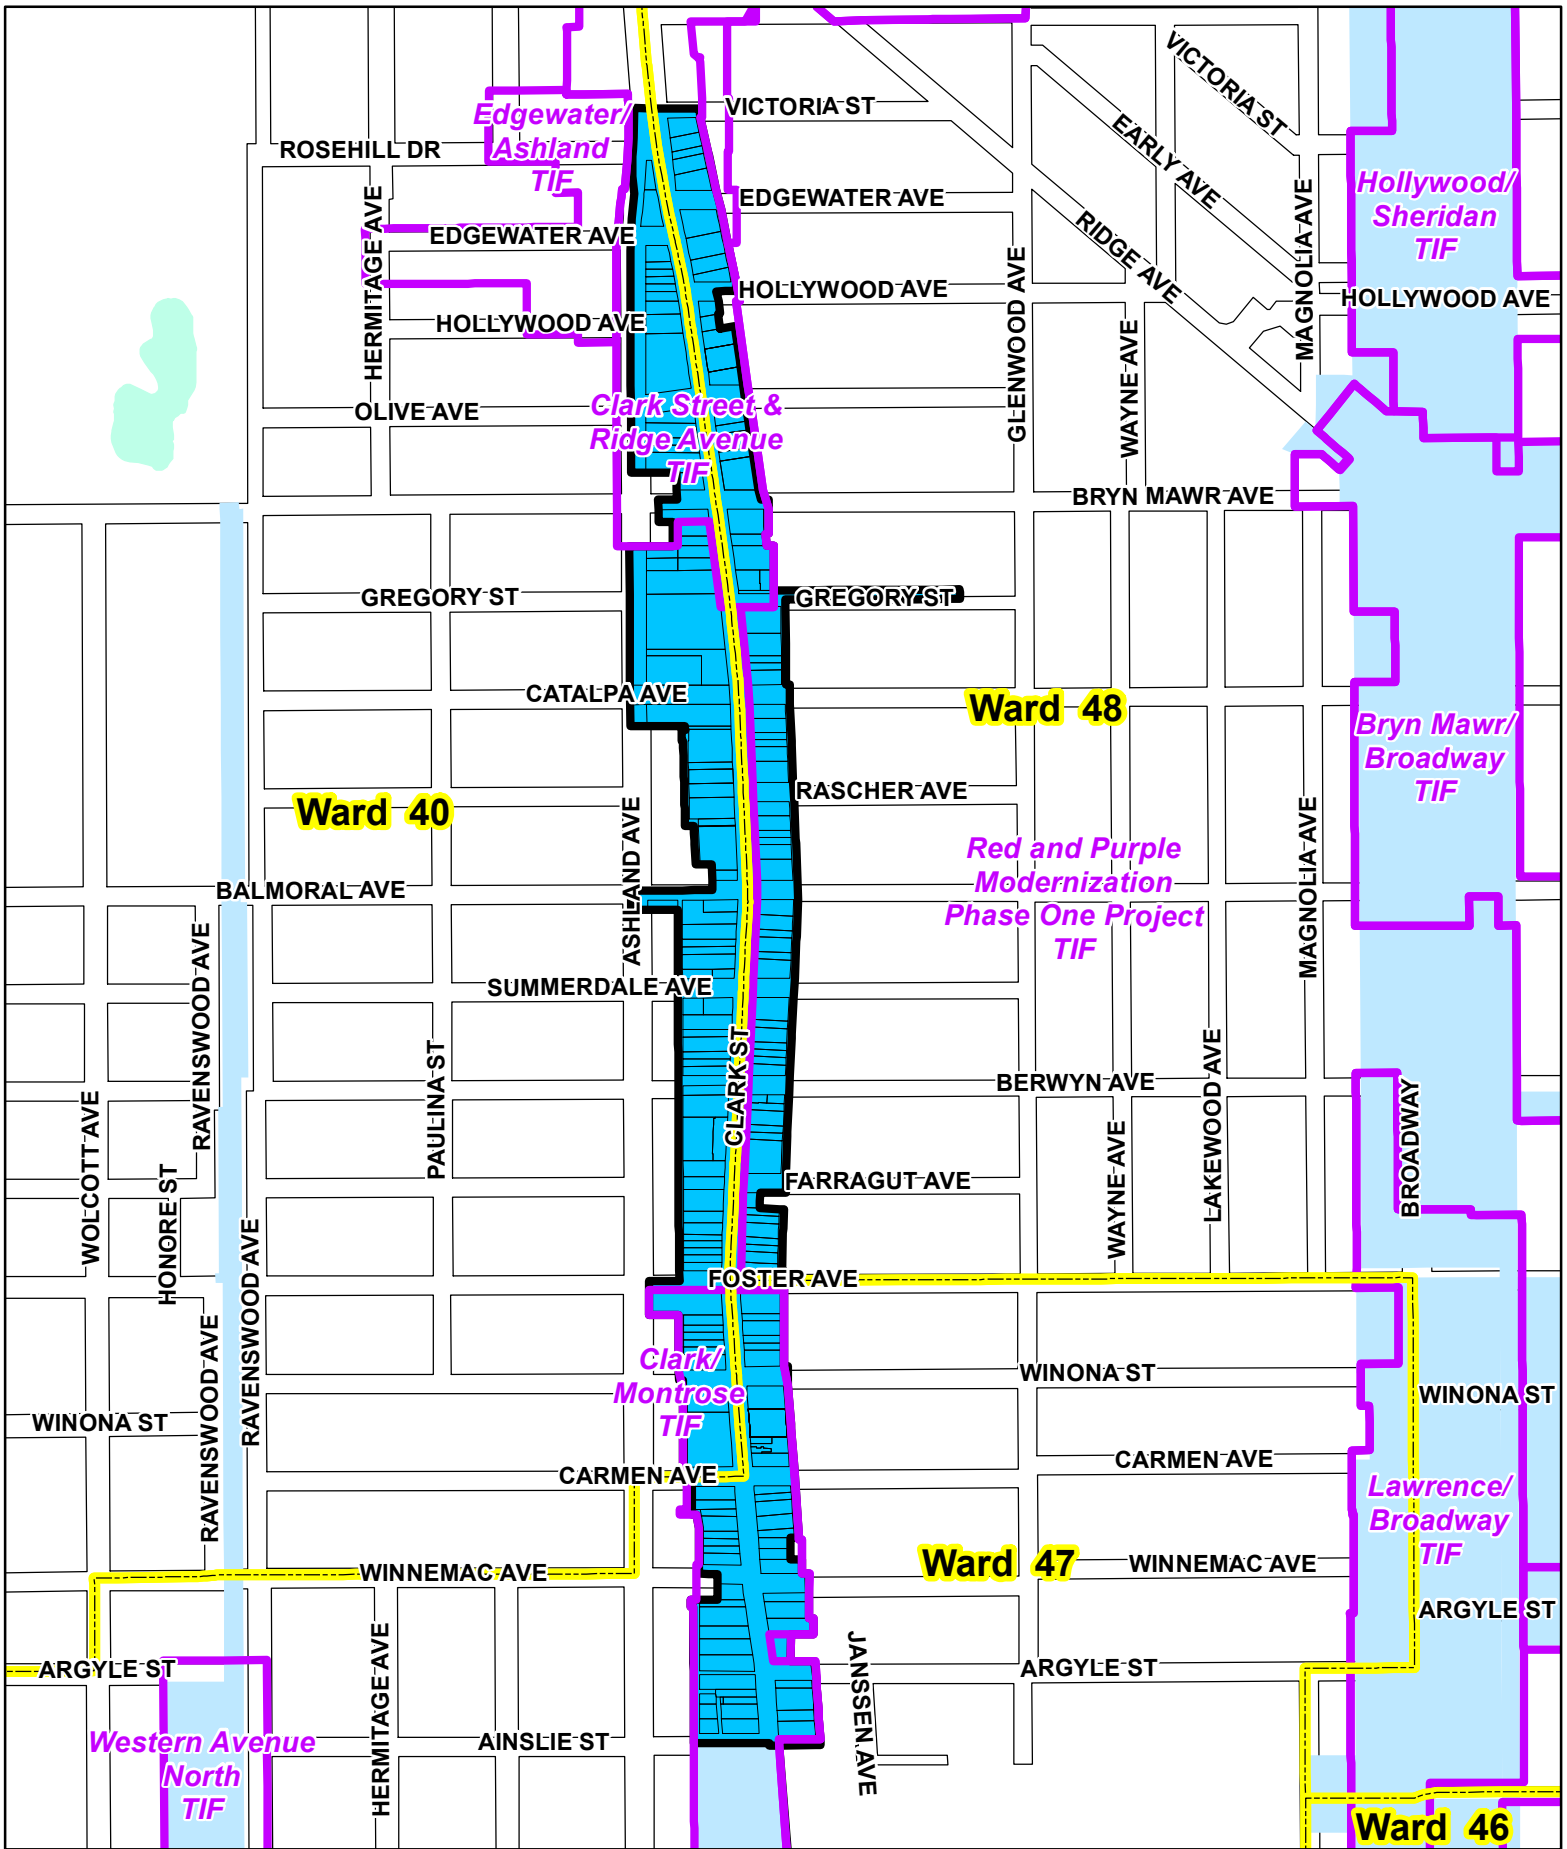 VICTORIA ST
VICTORIA ST
Edgewater/
Ashland
TIF
ROSEHILL DR
EARLY AVE
HERMITAGE AVE
EDGEWATER AVE
EDGEWATER AVE
RIDGE AVE
MAGNOLIA AVE
Hollywood/
Sheridan
TIF
HOLLYWOOD AVE
HOLLYWOOD AVE
HOLLYWOOD AVE
GLENWOOD AVE
WAYNE AVE
OLIVE AVE
Clark Street &
Ridge Avenue
TIF
BRYN MAWR AVE
GREGORY ST
GREGORY ST
CATALPA AVE
Ward 48
Bryn Mawr/
Broadway
TIF
RASCHER AVE
Ward 40
ASHLAND AVE
MAGNOLIA AVE
Red and Purple
Modernization
Phase One Project
TIF
BALMORAL AVE
RAVENSWOOD AVE
SUMMERDALE AVE
PAULINA ST
CLARK ST
BERWYN AVE
LAKEWOOD AVE
BROADWAY
WOLCOTT AVE
HONORE ST
WAYNE AVE
FARRAGUT AVE
RAVENSWOOD AVE
FOSTER AVE
RAVENSWOOD AVE
Clark/
Montrose
TIF
WINONA ST
WINONA ST
WINONA ST
CARMEN AVE
CARMEN AVE
Lawrence/
Broadway
TIF
WINNEMAC AVE
Ward 47
WINNEMAC AVE
ARGYLE ST
ARGYLE ST
ARGYLE ST
HERMITAGE AVE
JANSSEN AVE
Western Avenue
North
TIF
AINSLIE ST
Ward 46